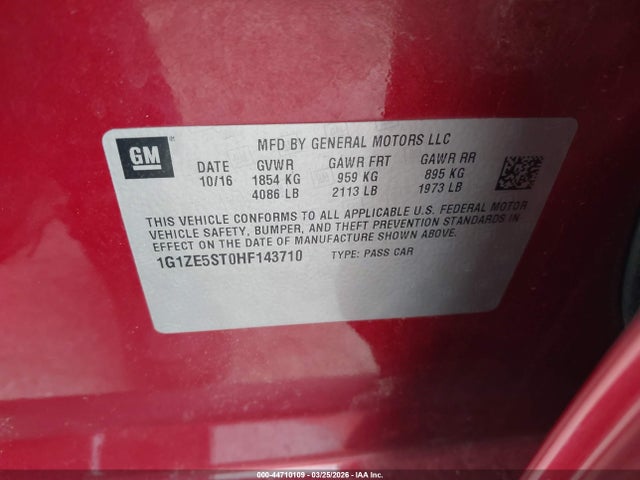 GM
MFD BY GENERAL MOTORS LLC
DATE GVWR GAWR FRT GAWR RR
10/16 1854 KG 959 KG 895 KG
4086 LB 2113 LB 1973 LB
THIS VEHICLE CONFORMS TO ALL APPLICABLE U.S. FEDERAL MOTOR
VEHICLE SAFETY, BUMPER, AND THEFT PREVENTION STANDARDS IN
EFFECT ON THE DATE OF MANUFACTURE SHOWN ABOVE.
1G1ZE5ST0HF143710 TYPE: PASS CAR
000-44710109 | 03/25/2026 | IAA Inc.